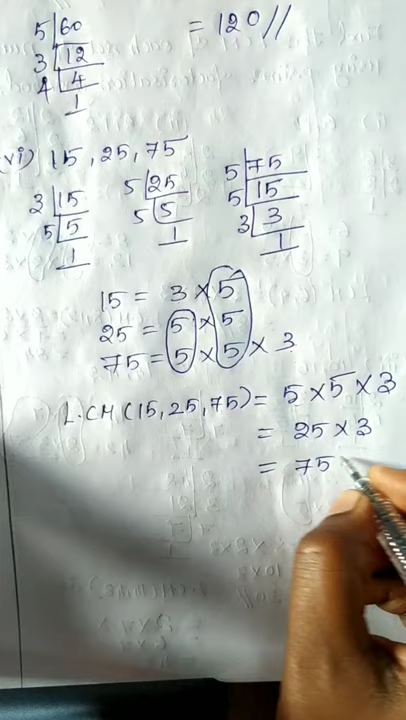 5 60 = 120//
3 12
4 4
1
vi) 15, 25, 75
3 15 5 25 5 75
5 5 5 5 5 15
1 1 3 3
1
15 = 3 × 5
25 = 5 × 5
75 = 5 × 5 × 3
L.CM (15, 25, 75) = 5 × 5 × 3
= 25 × 3
= 75